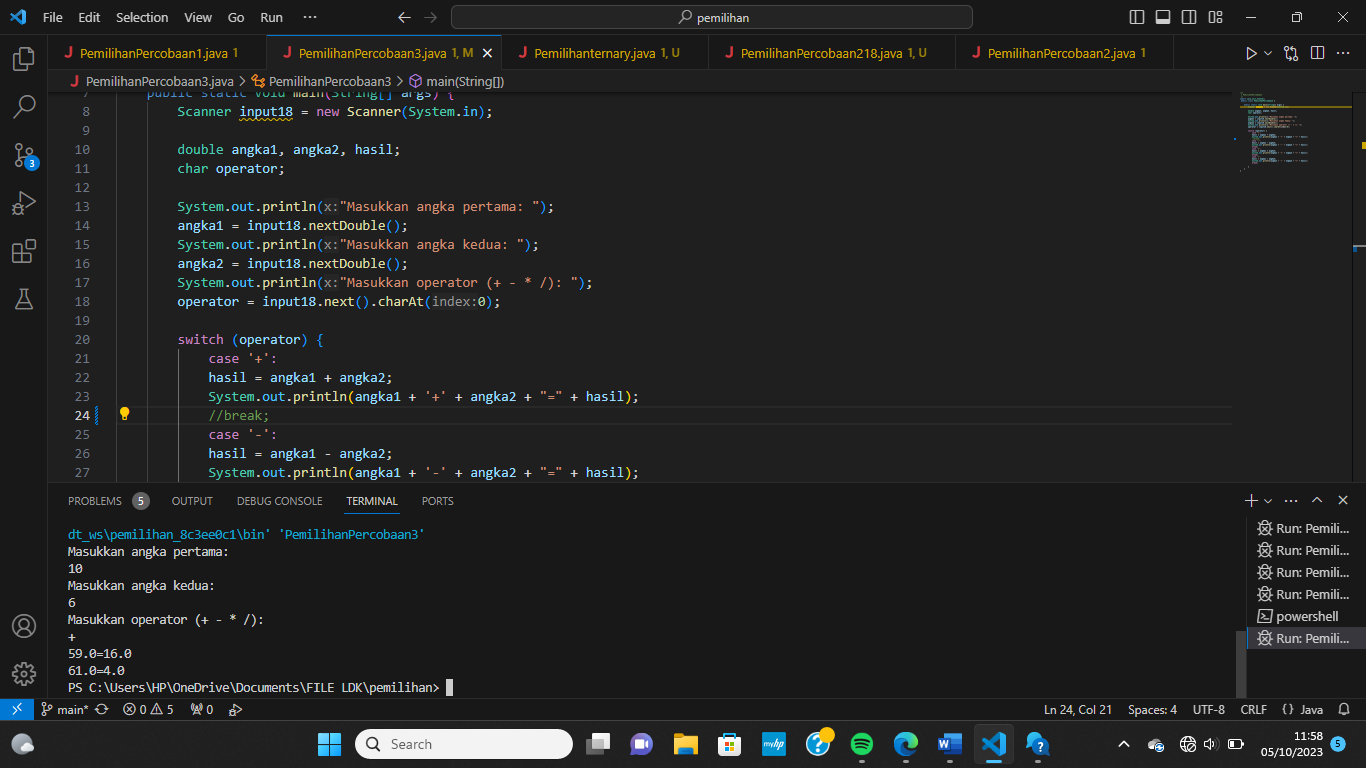 File Edit Selection View Go Run ··· pemilihan
PemilihanPercobaan1.java 1 PemilihanPercobaan3.java 1, M Pemilihanternary.java 1, U PemilihanPercobaan218.java 1, U PemilihanPercobaan2.java 1
PemilihanPercobaan3.java > PemilihanPercobaan3 > main(String[])
7 public static void main(String[] args) {
8 Scanner input18 = new Scanner(System.in);
9
10 double angka1, angka2, hasil;
11 char operator;
12
13 System.out.println(x:"Masukkan angka pertama: ");
14 angka1 = input18.nextDouble();
15 System.out.println(x:"Masukkan angka kedua: ");
16 angka2 = input18.nextDouble();
17 System.out.println(x:"Masukkan operator (+ - * /): ");
18 operator = input18.next().charAt(index:0);
19
20 switch (operator) {
21 case '+':
22 hasil = angka1 + angka2;
23 System.out.println(angka1 + '+' + angka2 + "=" + hasil);
24 //break;
25 case '-':
26 hasil = angka1 - angka2;
27 System.out.println(angka1 + '-' + angka2 + "=" + hasil);
3
PROBLEMS 5 OUTPUT DEBUG CONSOLE TERMINAL PORTS
dt_ws\pemilihan_8c3ee0c1\bin' 'PemilihanPercobaan3'
Masukkan angka pertama:
10
Masukkan angka kedua:
6
Masukkan operator (+ - * /):
+
59.0=16.0
61.0=4.0
PS C:\Users\HP\OneDrive\Documents\FILE LDK\pemilihan>
Run: Pemili...
Run: Pemili...
Run: Pemili...
Run: Pemili...
powershell
Run: Pemili...
main* 0 5 0 Ln 24, Col 21 Spaces: 4 UTF-8 CRLF {} Java
Search
myhp
11:58
05/10/2023
5